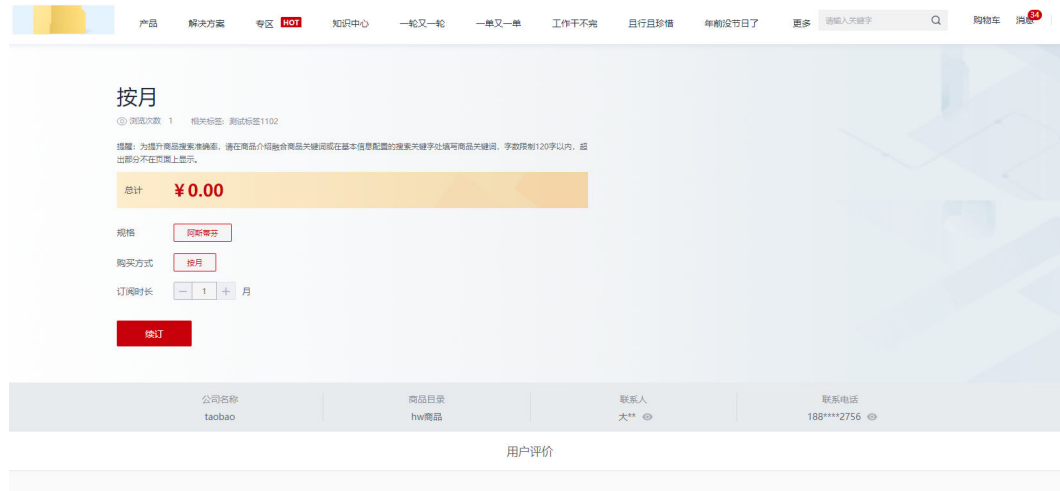 产品 解决方案 专区 HOT 知识中心 一轮又一轮 一单又一单 工作干不完 且行且珍惜 年前没节日了 更多 请输入关键字 购物车 消息 34
按月
浏览次数 1 相关标签: 测试标签1102
提醒：为提升商品搜索准确率，请在商品介绍融合商品关键词或在基本信息配置的搜索关键字处填写商品关键词，字数限制120字以内，超
出部分不在页面上显示。
总计 ¥ 0.00
规格 阿斯蒂芬
购买方式 按月
订阅时长 － 1 ＋ 月
续订
公司名称 商品目录 联系人 联系电话
taobao hw商品 大** 188****2756
用户评价